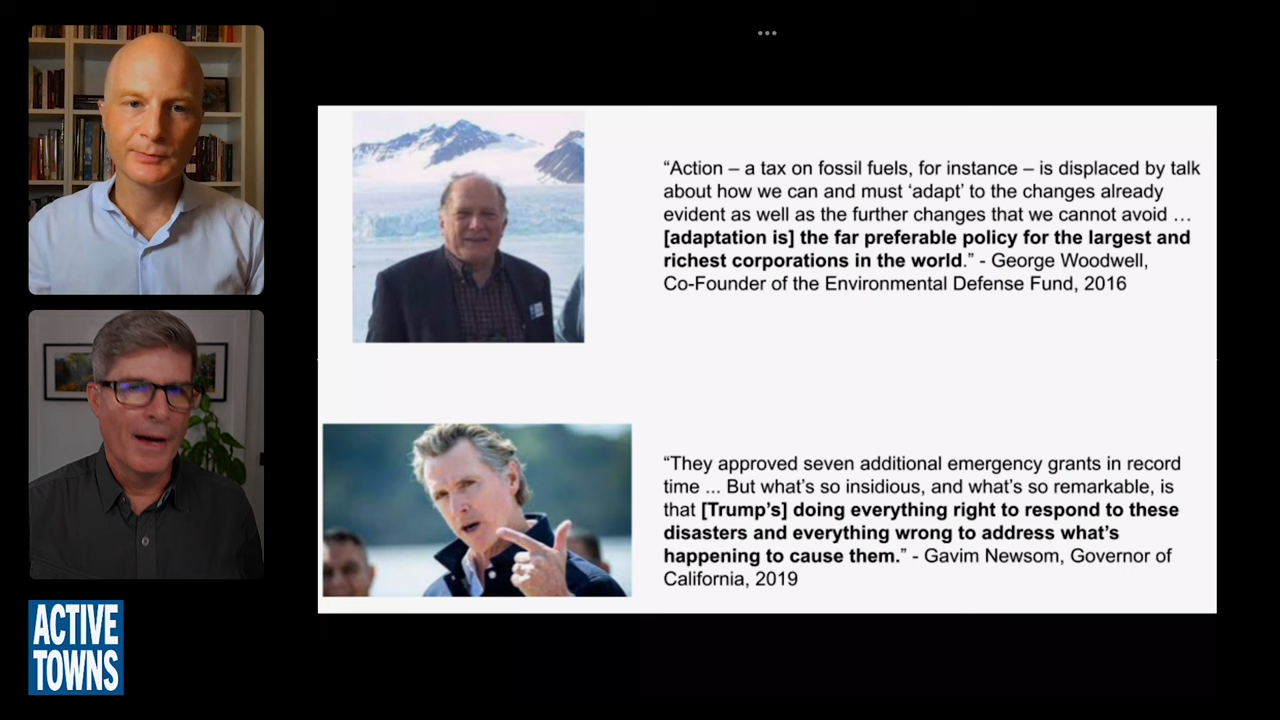 “Action – a tax on fossil fuels, for instance – is displaced by talk
about how we can and must ‘adapt’ to the changes already
evident as well as the further changes that we cannot avoid …
[adaptation is] the far preferable policy for the largest and
richest corporations in the world.” - George Woodwell,
Co-Founder of the Environmental Defense Fund, 2016
“They approved seven additional emergency grants in record
time ... But what’s so insidious, and what’s so remarkable, is
that [Trump’s] doing everything right to respond to these
disasters and everything wrong to address what’s
happening to cause them.” - Gavim Newsom, Governor of
California, 2019
ACTIVE
TOWNS